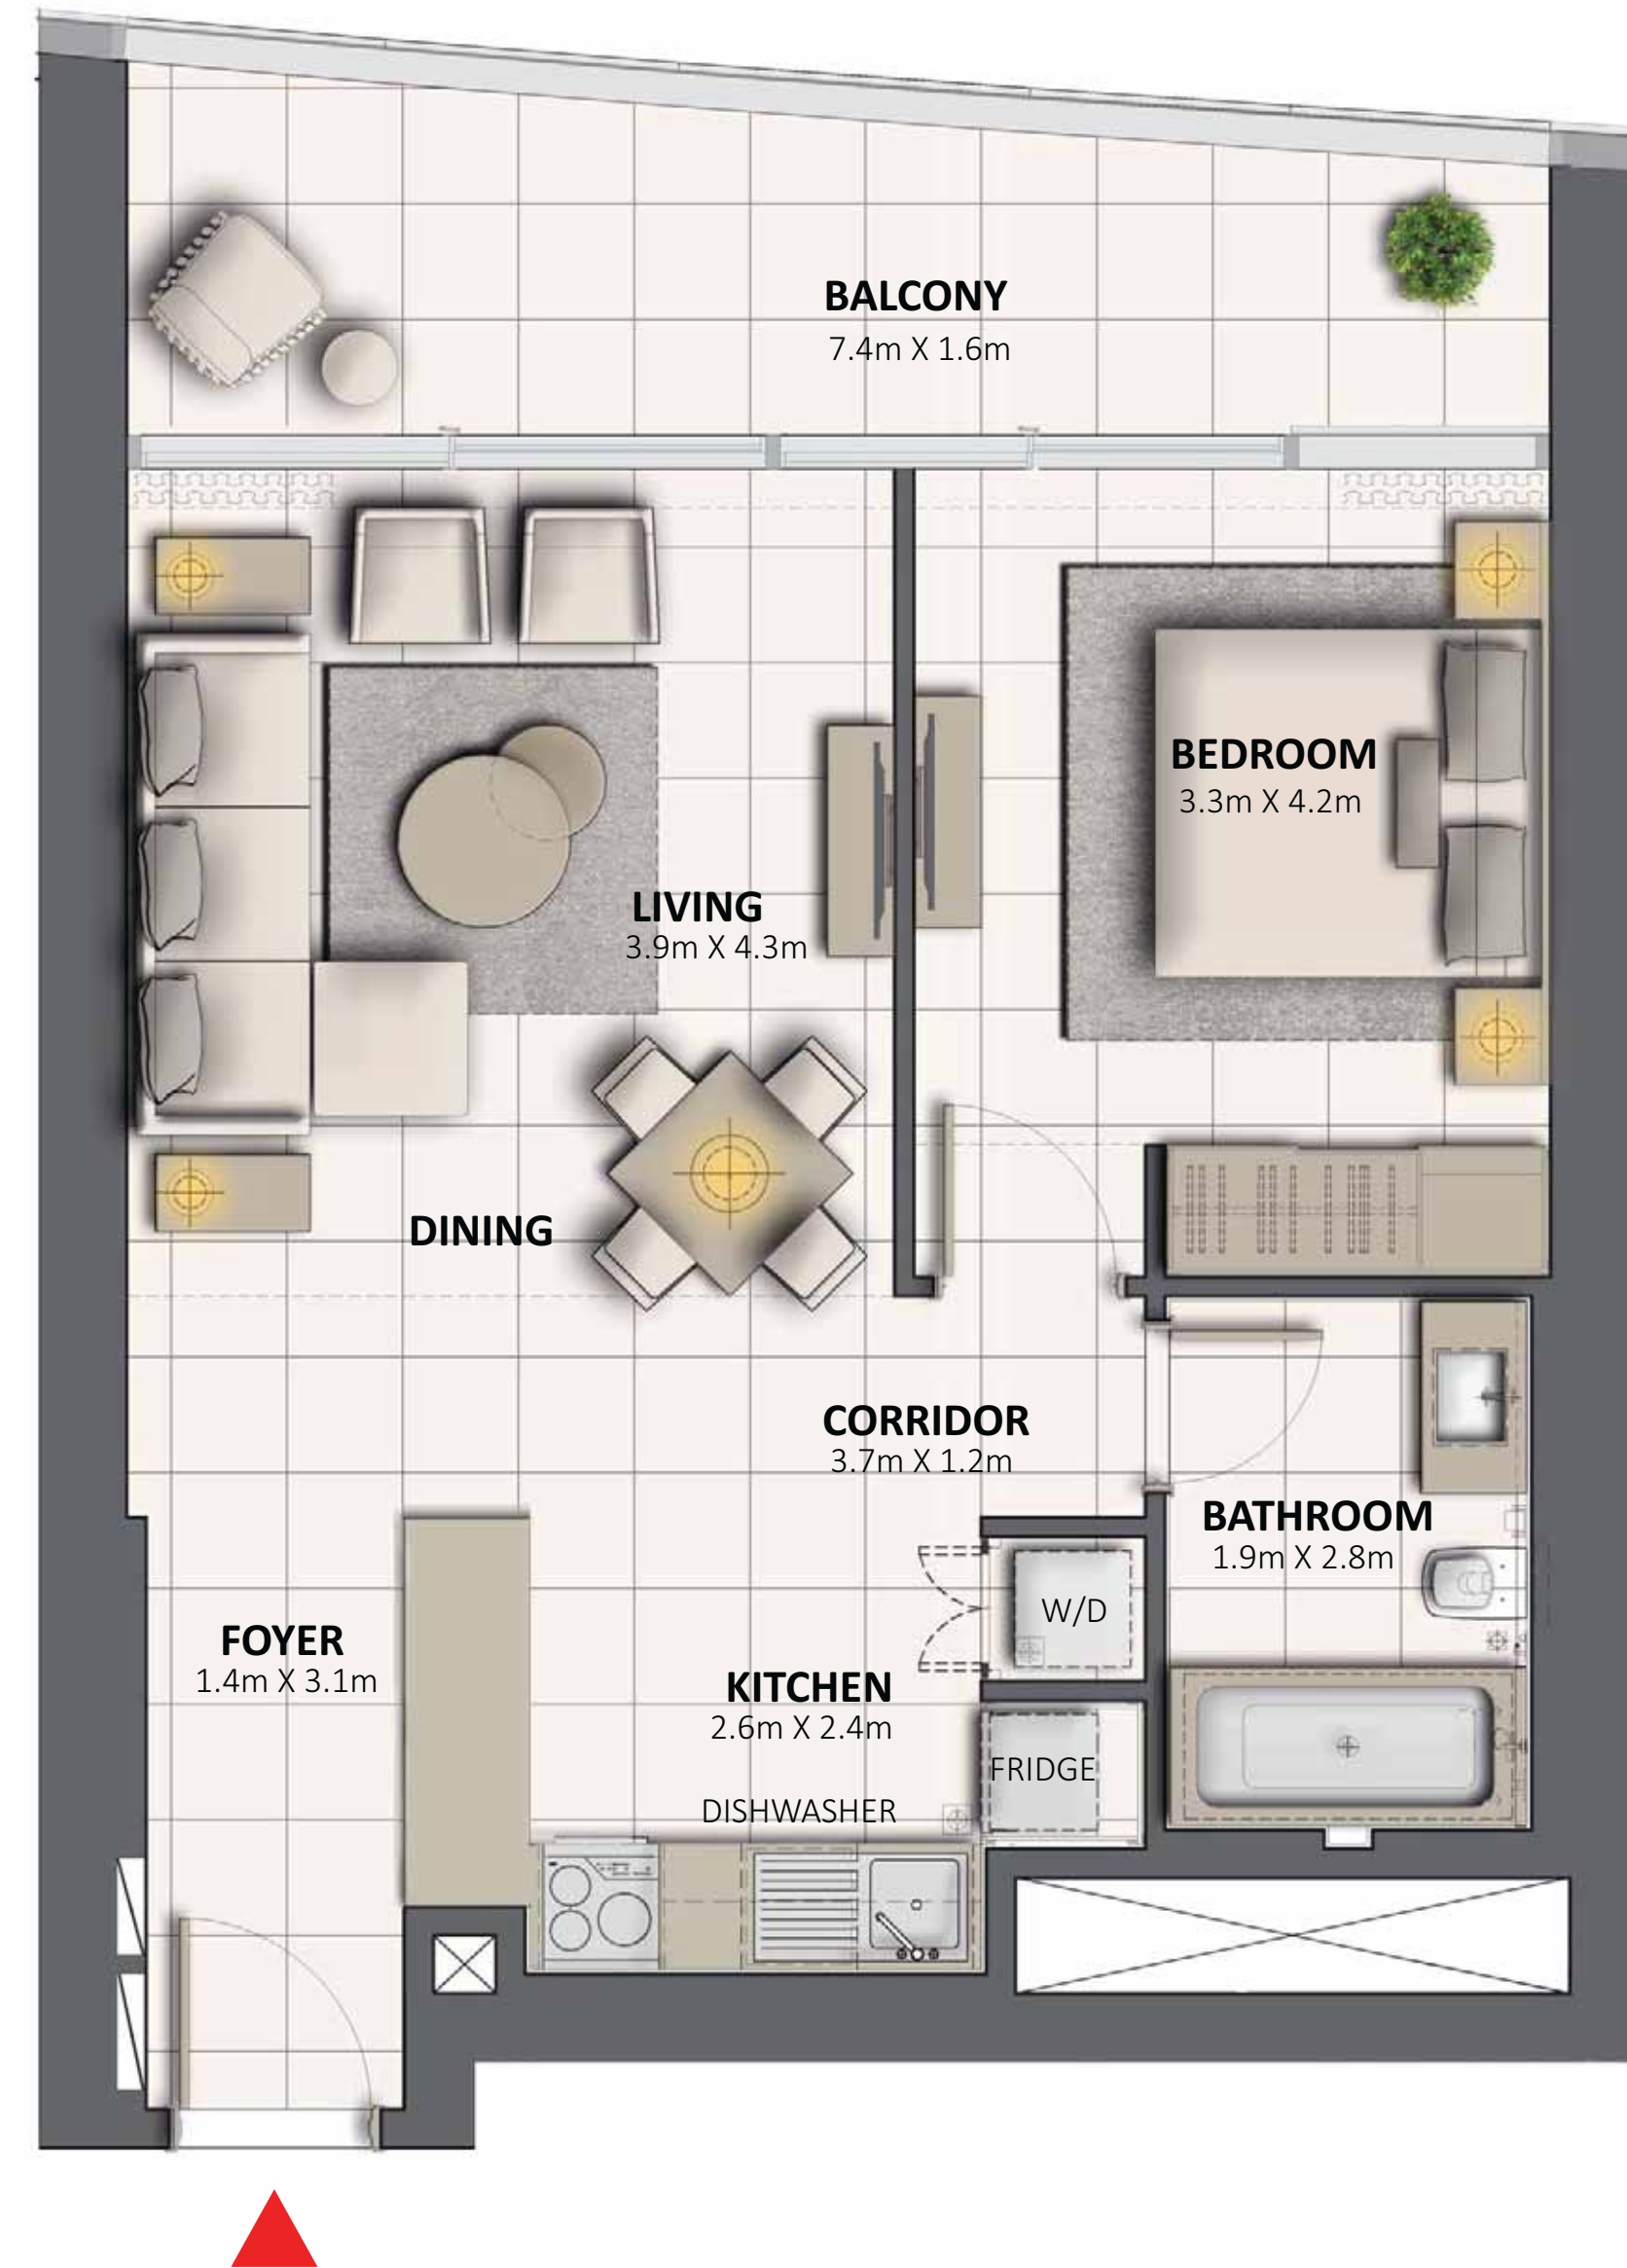 BALCONY
7.4m X 1.6m
BEDROOM
3.3m X 4.2m
LIVING
3.9m X 4.3m
DINING
CORRIDOR
3.7m X 1.2m
BATHROOM
1.9m X 2.8m
W/D
FOYER
1.4m X 3.1m
KITCHEN
2.6m X 2.4m
FRIDGE
DISHWASHER